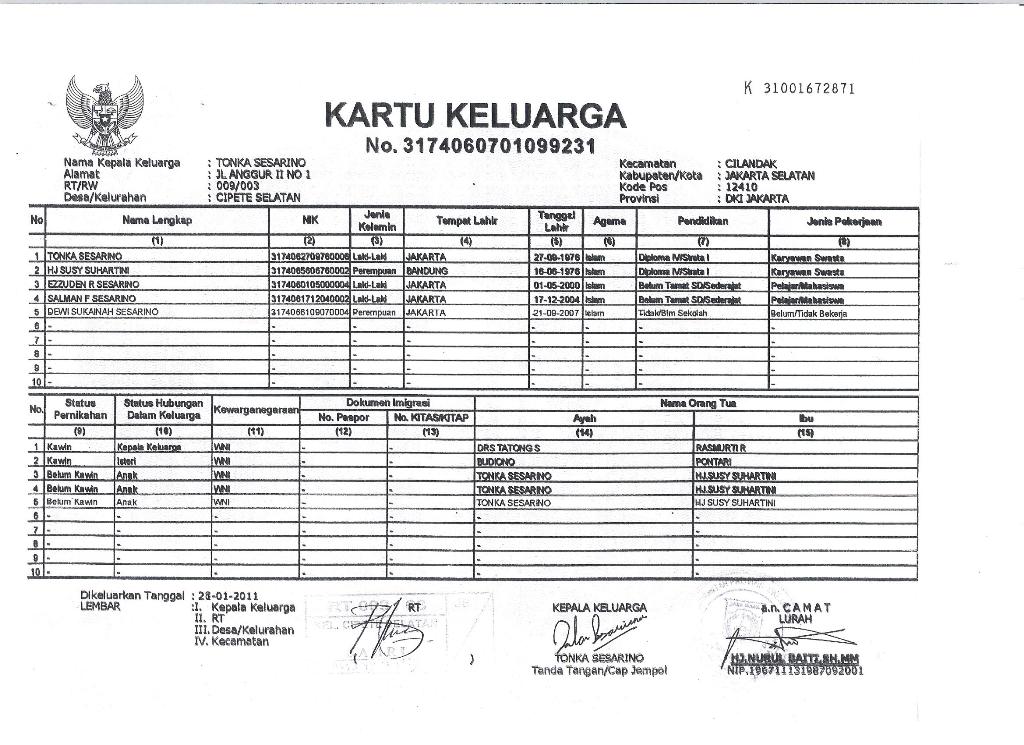 K 31001672871
KARTU KELUARGA
No. 3174060701099231
Nama Kepala Keluarga : TONKA SESARINO
Alamat : JL ANGGUR II NO 1
RT/RW : 009/003
Desa/Kelurahan : CIPETE SELATAN
Kecamatan : CILANDAK
Kabupaten/Kota : JAKARTA SELATAN
Kode Pos : 12410
Provinsi : DKI JAKARTA
No Nama Lengkap NIK Jenis Kelamin Tempat Lahir Tanggal Lahir Agama Pendidikan Jenis Pekerjaan
(1) (2) (3) (4) (5) (6) (7) (8)
1 TONKA SESARINO 3174062709760006 Laki-Laki JAKARTA 27-09-1976 Islam Diploma IV/Strata I Karyawan Swasta
2 HJ SUSY SUHARTINI 3174065606760002 Perempuan BANDUNG 16-06-1976 Islam Diploma IV/Strata I Karyawan Swasta
3 EZZUDEN R SESARINO 3174060105000004 Laki-Laki JAKARTA 01-05-2000 Islam Belum Tamat SD/Sederajat Pelajar/Mahasiswa
4 SALMAN F SESARINO 3174061712040002 Laki-Laki JAKARTA 17-12-2004 Islam Belum Tamat SD/Sederajat Pelajar/Mahasiswa
5 DEWI SUKAINAH SESARINO 3174066109070004 Perempuan JAKARTA 21-09-2007 Islam Tidak/Blm Sekolah Belum/Tidak Bekerja
6 - - - - - - - -
7 - - - - - - - -
8 - - - - - - - -
9 - - - - - - - -
10 - - - - - - - -
No. Status Pernikahan Status Hubungan Dalam Keluarga Kewarganegaraan Dokumen Imigrasi Nama Orang Tua
No. Paspor No. KITAS/KITAP Ayah Ibu
(9) (10) (11) (12) (13) (14) (15)
1 Kawin Kepala Keluarga WNI - - DRS TATONG S RASMURTI R
2 Kawin Isteri WNI - - BUDIONO PONTARI
3 Belum Kawin Anak WNI - - TONKA SESARINO HJ.SUSY SUHARTINI
4 Belum Kawin Anak WNI - - TONKA SESARINO HJ.SUSY SUHARTINI
5 Belum Kawin Anak WNI - - TONKA SESARINO HJ SUSY SUHARTINI
6 - - - - - - -
7 - - - - - - -
8 - - - - - - -
9 - - - - - - -
10 - - - - - - -
Dikeluarkan Tanggal : 28-01-2011
LEMBAR : I. Kepala Keluarga
II. RT
III. Desa/Kelurahan
IV. Kecamatan
RT
( )
KEPALA KELUARGA
TONKA SESARINO
Tanda Tangan/Cap Jempol
a.n. CAMAT
LURAH
HJ.NURUL BAITI.SH.MM
NIP.196711131987092001